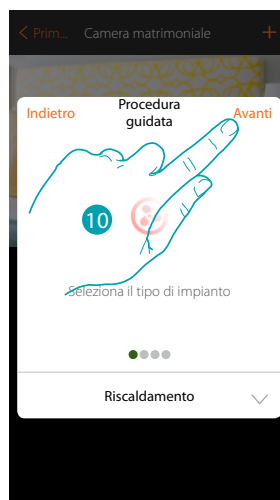 < Prim... Camera matrimoniale +
Indietro Procedura guidata Avanti
10
Seleziona il tipo di impianto
Riscaldamento